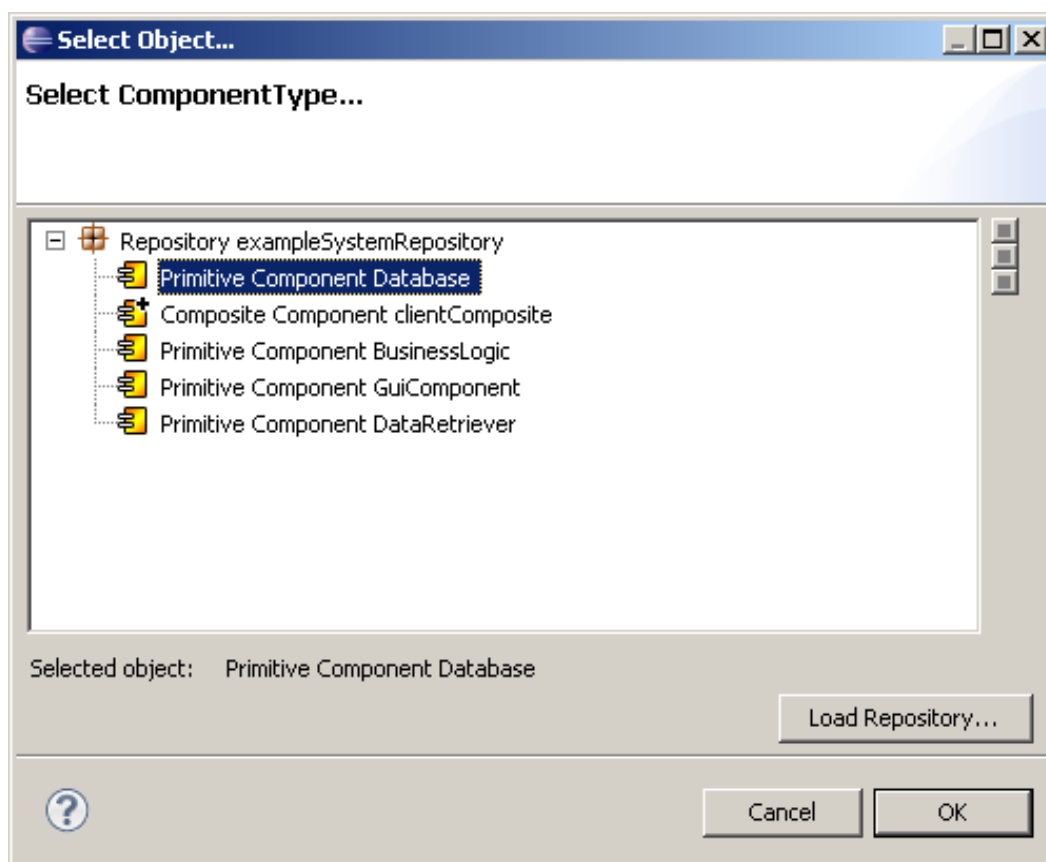 Select Object...
Select ComponentType...
Repository exampleSystemRepository
Primitive Component Database
Composite Component clientComposite
Primitive Component BusinessLogic
Primitive Component GuiComponent
Primitive Component DataRetriever
Selected object: Primitive Component Database
Load Repository...
Cancel OK